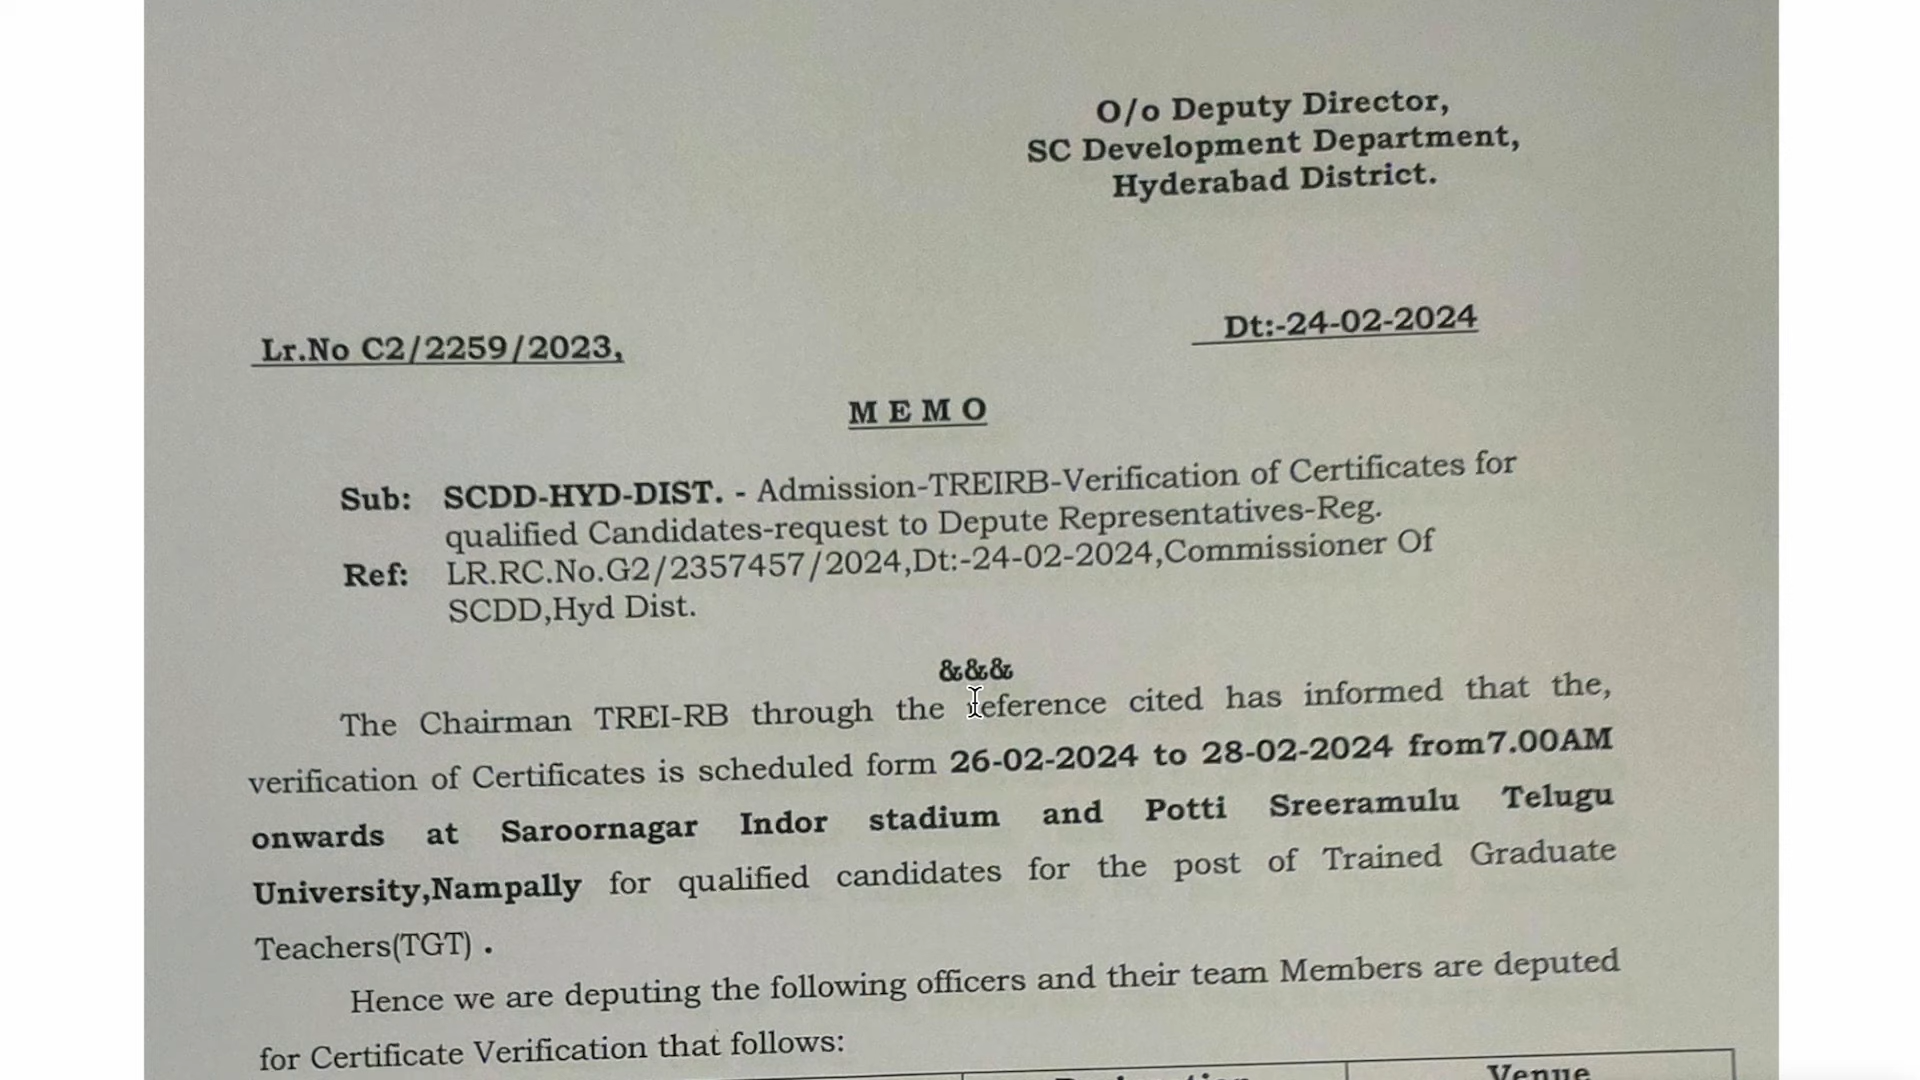 O/o Deputy Director,
SC Development Department,
Hyderabad District.
Lr.No C2/2259/2023,
Dt:-24-02-2024
M E M O
Sub: SCDD-HYD-DIST. - Admission-TREIRB-Verification of Certificates for
qualified Candidates-request to Depute Representatives-Reg.
Ref: LR.RC.No.G2/2357457/2024,Dt:-24-02-2024,Commissioner Of
SCDD,Hyd Dist.
&&&
The Chairman TREI-RB through the reference cited has informed that the,
verification of Certificates is scheduled form 26-02-2024 to 28-02-2024 from7.00AM
onwards at Saroornagar Indor stadium and Potti Sreeramulu Telugu
University,Nampally for qualified candidates for the post of Trained Graduate
Teachers(TGT) .
Hence we are deputing the following officers and their team Members are deputed
for Certificate Verification that follows:
Venue